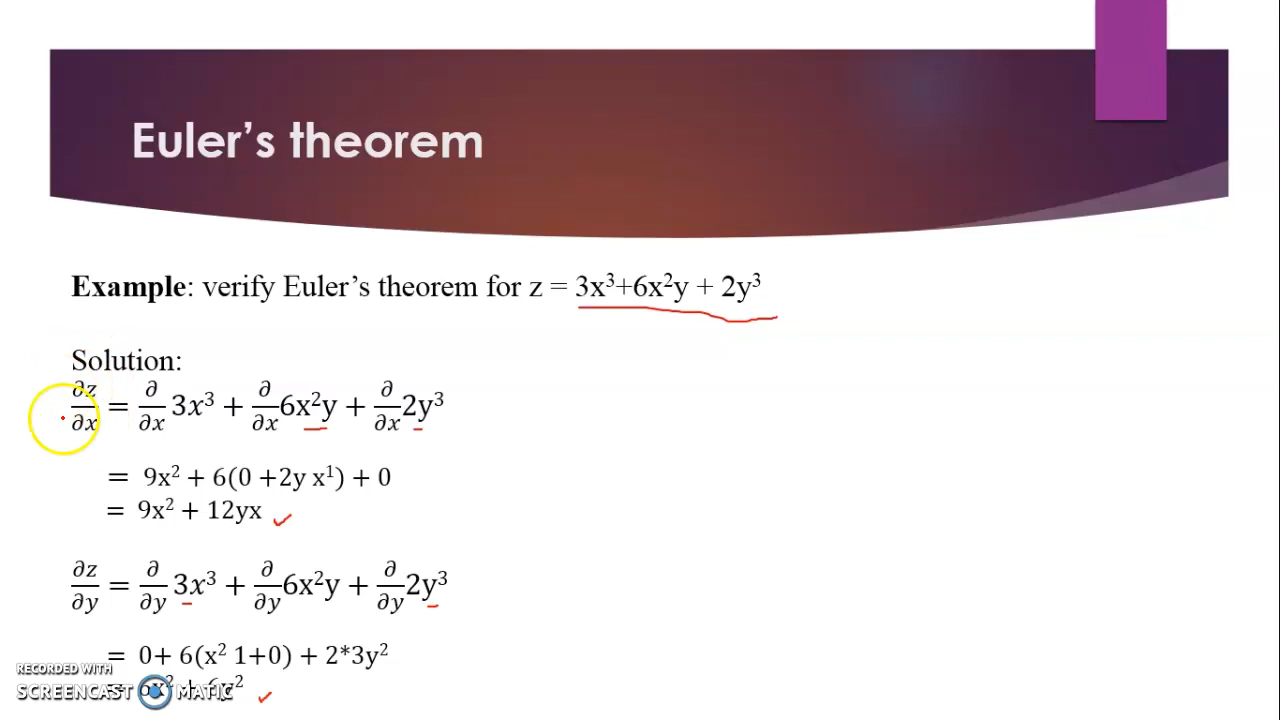 Euler’s theorem
Example: verify Euler’s theorem for z = 3x³+6x²y + 2y³
Solution:
∂z/∂x = ∂/∂x 3x³ + ∂/∂x 6x²y + ∂/∂x 2y³
= 9x² + 6(0 +2y x¹) + 0
= 9x² + 12yx
∂z/∂y = ∂/∂y 3x³ + ∂/∂y 6x²y + ∂/∂y 2y³
= 0+ 6(x² 1+0) + 2*3y²
RECORDED WITH
SCREENCAST MATIC